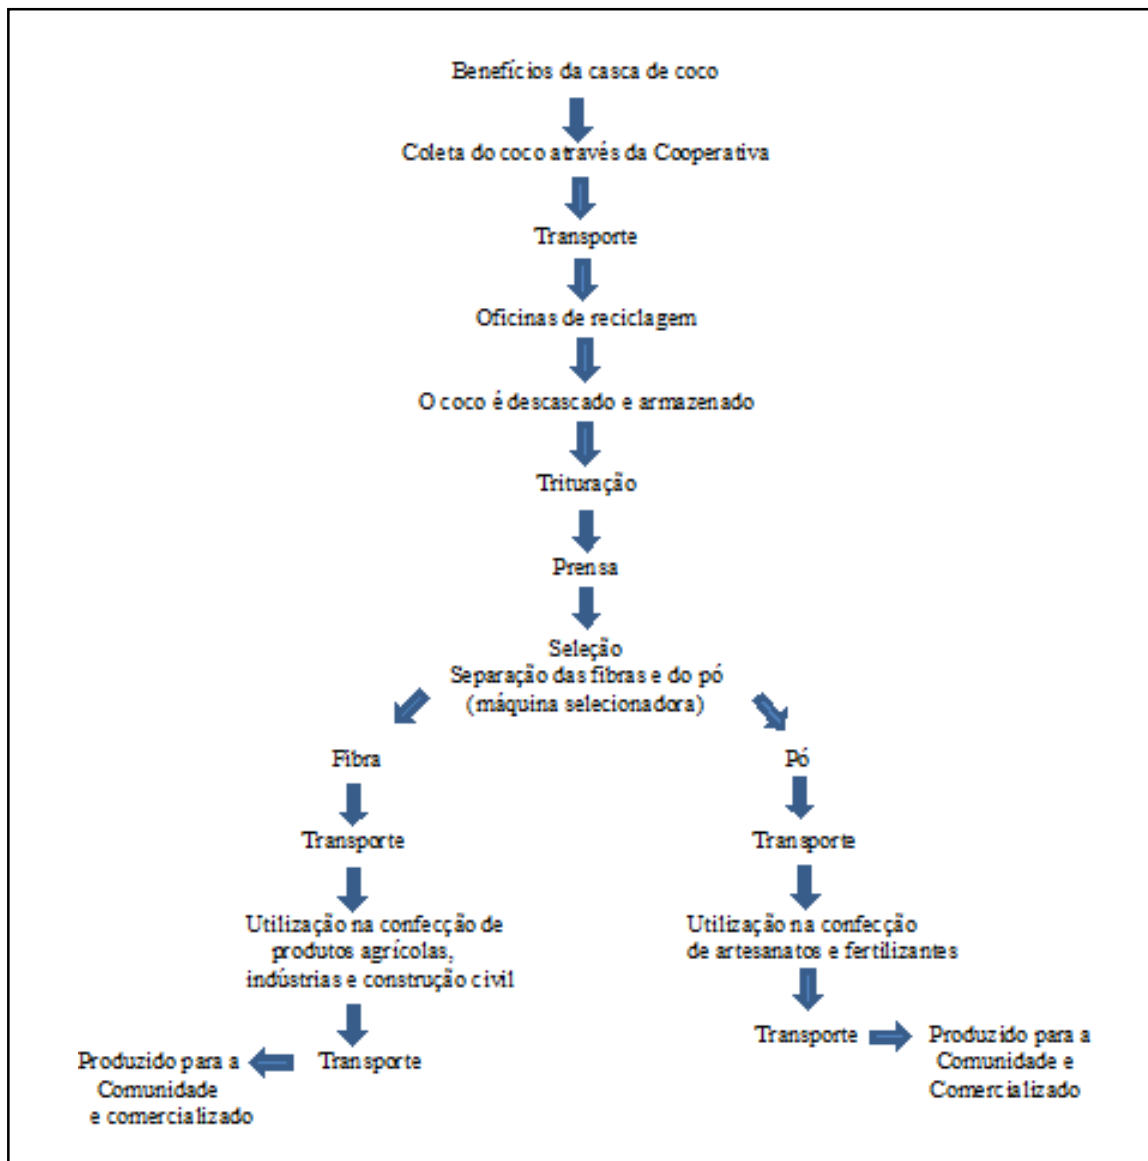 Benefícios da casca de coco
Coleta do coco através da Cooperativa
Transporte
Oficinas de reciclagem
O coco é descascado e armazenado
Trituração
Prensa
Seleção
Separação das fibras e do pó
(máquina selecionadora)
Fibra
Transporte
Utilização na confecção de
produtos agrícolas,
indústrias e construção civil
Transporte
Produzido para a
Comunidade
e comercializado
Pó
Transporte
Utilização na confecção
de artesanatos e fertilizantes
Transporte
Produzido para a
Comunidade e
Comercializado